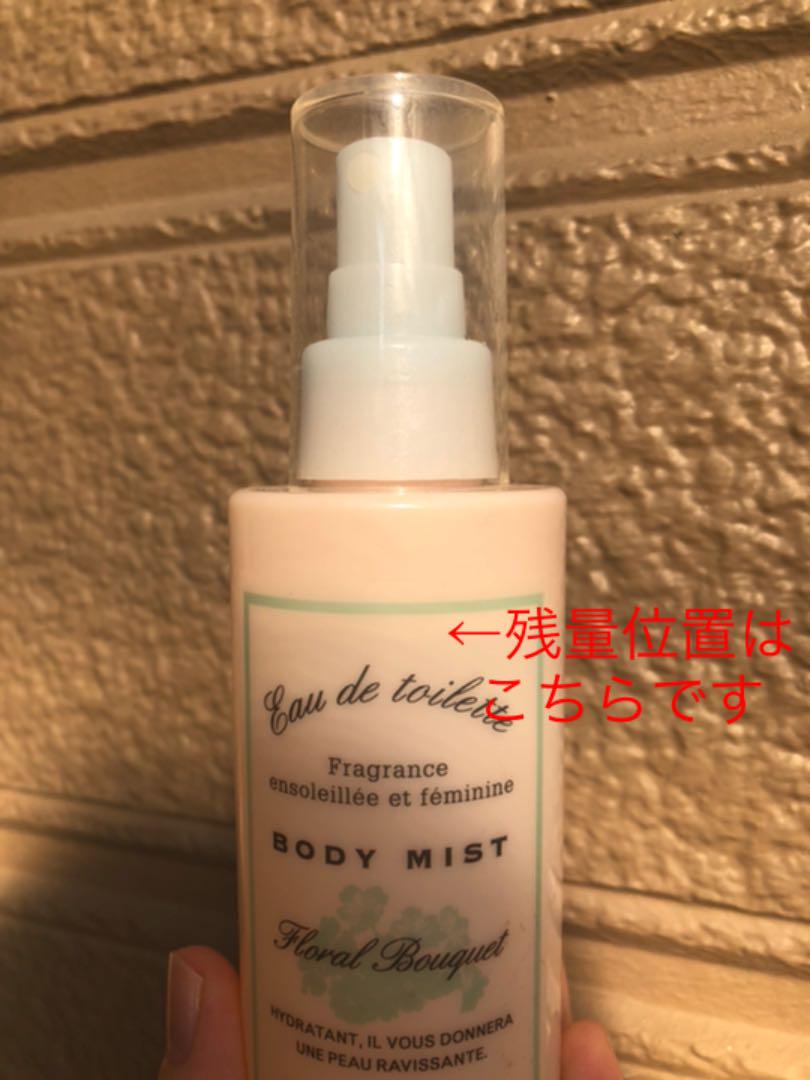 ←残量位置は
こちらです
Eau de toilette
Fragrance
ensoleillée et féminine
BODY MIST
Floral Bouquet
HYDRATANT, IL VOUS DONNERA
UNE PEAU RAVISSANTE.